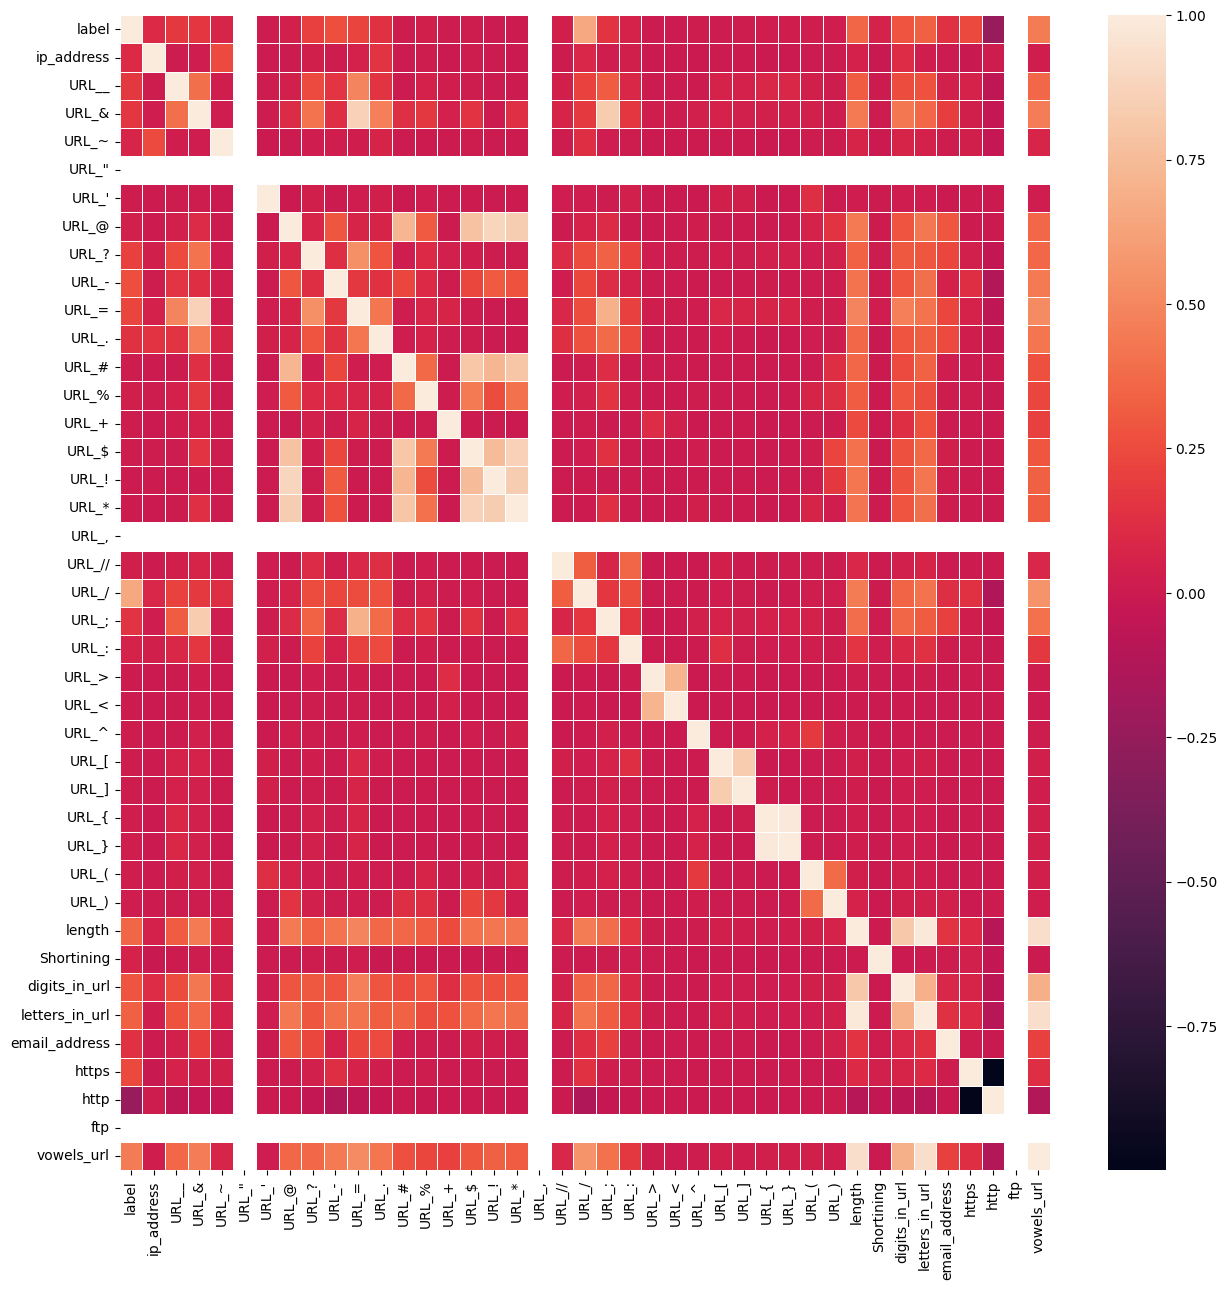 label
ip_address
URL__
URL_&
URL_~
URL_"
URL_'
URL_@
URL_?
URL_-
URL_=
URL_.
URL_#
URL_%
URL_+
URL_$
URL_!
URL_*
URL_,
URL_//
URL_/
URL_;
URL_:
URL_>
URL_<
URL_^
URL_[
URL_]
URL_{
URL_}
URL_(
URL_)
length
Shortining
digits_in_url
letters_in_url
email_address
https
http
ftp
vowels_url
label
ip_address
URL__
URL_&
URL_~
URL_"
URL_'
URL_@
URL_?
URL_-
URL_=
URL_.
URL_#
URL_%
URL_+
URL_$
URL_!
URL_*
URL_,
URL_//
URL_/
URL_;
URL_:
URL_>
URL_<
URL_^
URL_[
URL_]
URL_{
URL_}
URL_(
URL_)
length
Shortining
digits_in_url
letters_in_url
email_address
https
http
ftp
vowels_url
1.00
0.75
0.50
0.25
0.00
−0.25
−0.50
−0.75